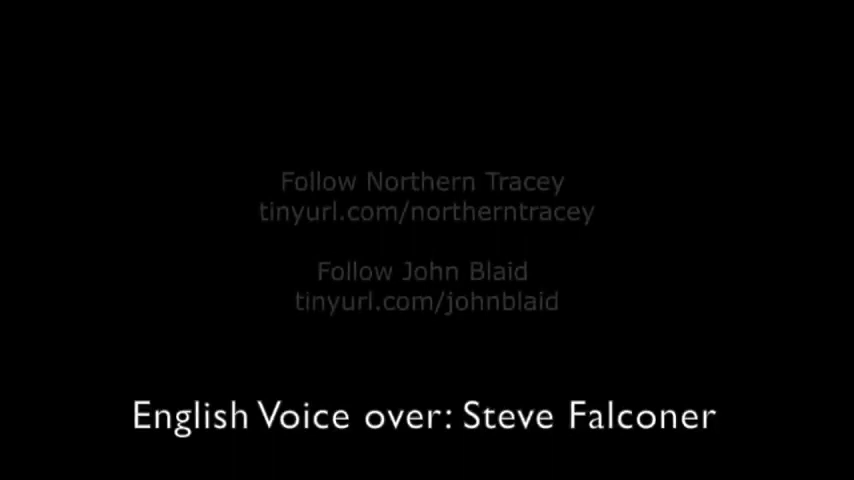 Follow Northern Tracey
tinyurl.com/northerntracey
Follow John Blaid
tinyurl.com/johnblaid
English Voice over: Steve Falconer